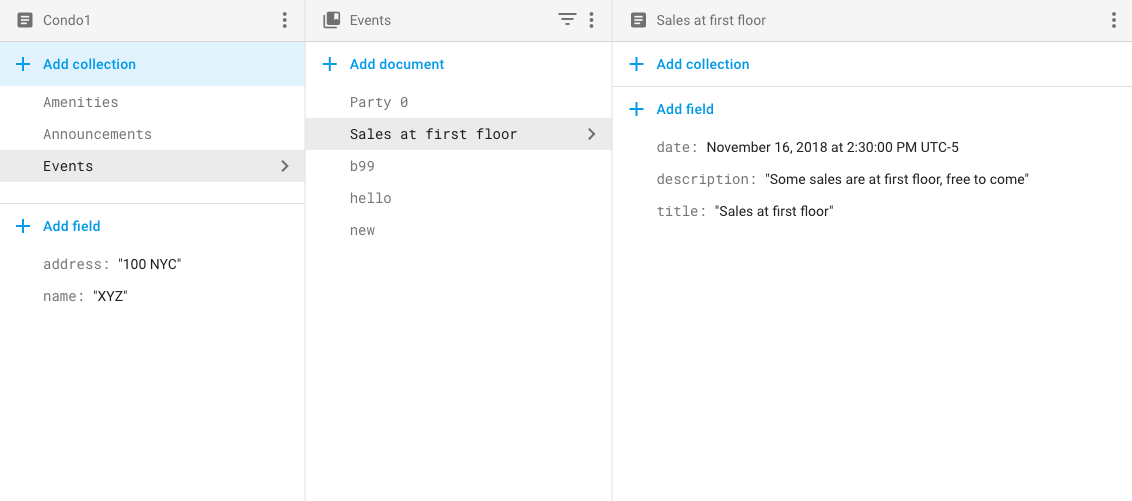 Condo1
Add collection
Amenities
Announcements
Events
Add field
address: "100 NYC"
name: "XYZ"
Events
Add document
Party 0
Sales at first floor
b99
hello
new
Sales at first floor
Add collection
Add field
date: November 16, 2018 at 2:30:00 PM UTC-5
description: "Some sales are at first floor, free to come"
title: "Sales at first floor"